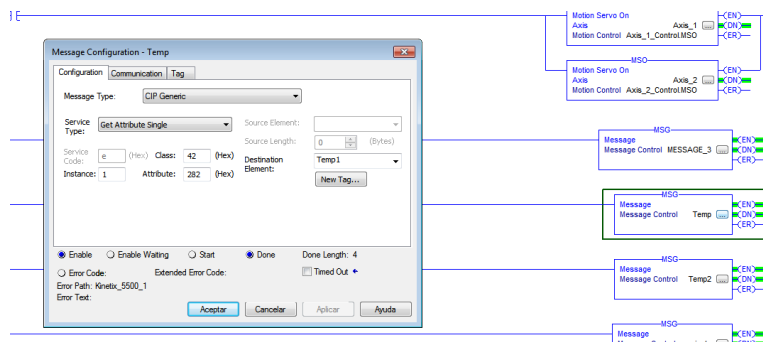 Motion Servo On
Axis Axis_1 ...
Motion Control Axis_1_Control.MSO
(EN)
(DN)
(ER)
MSO
Motion Servo On
Axis Axis_2 ...
Motion Control Axis_2_Control.MSO
(EN)
(DN)
(ER)
Message Configuration - Temp
Configuration Communication Tag
Message Type: CIP Generic
Service Type: Get Attribute Single
Source Element:
Source Length: 0 (Bytes)
Service Code: e (Hex) Class: 42 (Hex)
Destination Element: Temp1
Instance: 1 Attribute: 282 (Hex)
New Tag...
Enable Enable Waiting Start Done Done Length: 4
Error Code: Extended Error Code: Timed Out
Error Path: Kinetix_5500_1
Error Text:
Aceptar Cancelar Aplicar Ayuda
MSG
Message
Message Control MESSAGE_3 ...
(EN)
(DN)
(ER)
MSG
Message
Message Control Temp ...
(EN)
(DN)
(ER)
MSG
Message
Message Control Temp2 ...
(EN)
(DN)
(ER)
MSG
Message
(EN)